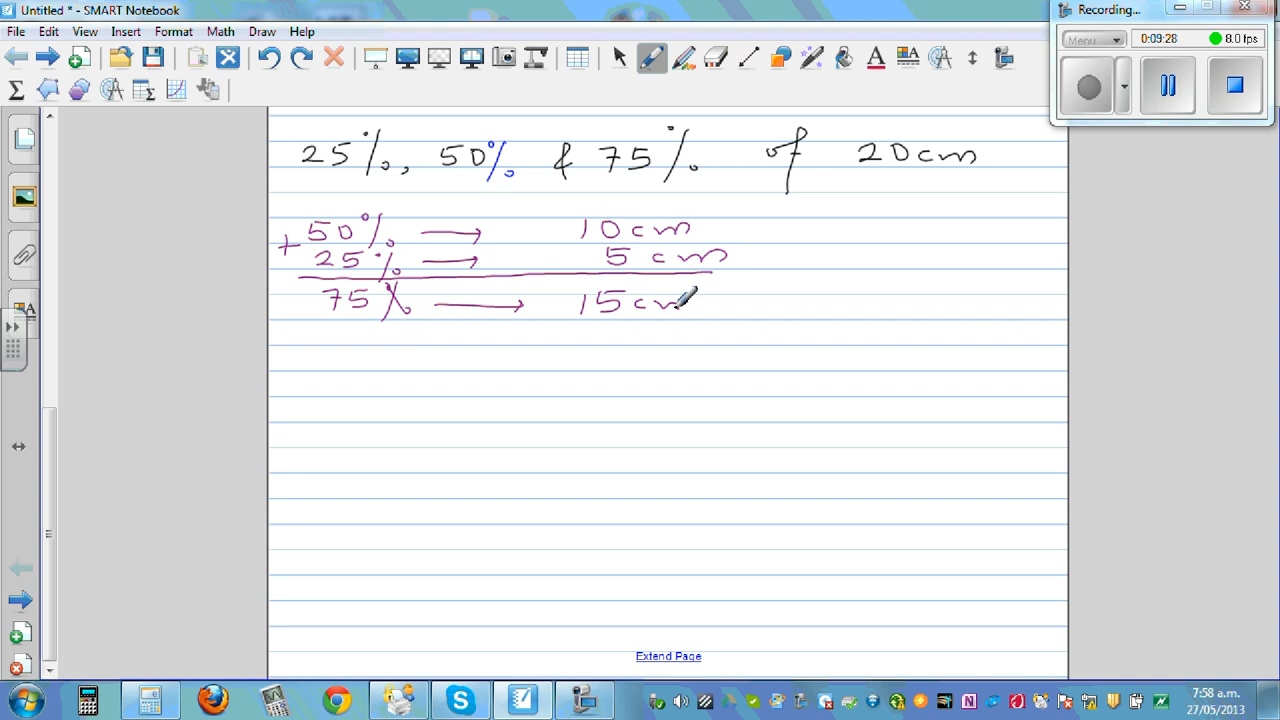 Untitled * - SMART Notebook
Recording...
File Edit View Insert Format Math Draw Help
Menu 0:09:28 8.0 fps
25%, 50% & 75% of 20cm
+50% → 10cm
25% → 5cm
75% → 15cm
Extend Page
7:58 a.m.
27/05/2013